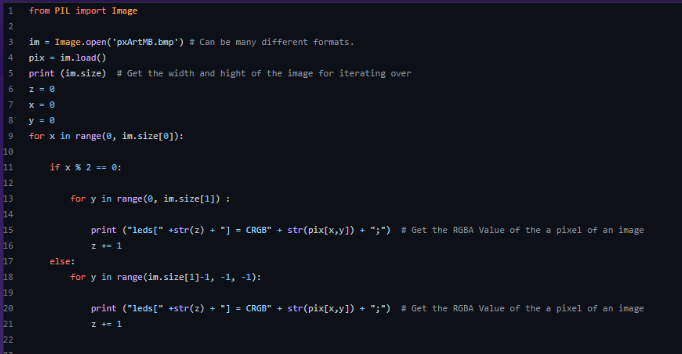 1 from PIL import Image
2
3 im = Image.open('pxArtMB.bmp') # Can be many different formats.
4 pix = im.load()
5 print (im.size)  # Get the width and hight of the image for iterating over
6 z = 0
7 x = 0
8 y = 0
9 for x in range(0, im.size[0]):
10
11     if x % 2 == 0:
12
13         for y in range(0, im.size[1]) :
14
15             print ("leds[" +str(z) + "] = CRGB" + str(pix[x,y]) + ";")  # Get the RGBA Value of the a pixel of an image
16             z += 1
17     else:
18         for y in range(im.size[1]-1, -1, -1):
19
20             print ("leds[" +str(z) + "] = CRGB" + str(pix[x,y]) + ";")  # Get the RGBA Value of the a pixel of an image
21             z += 1
22